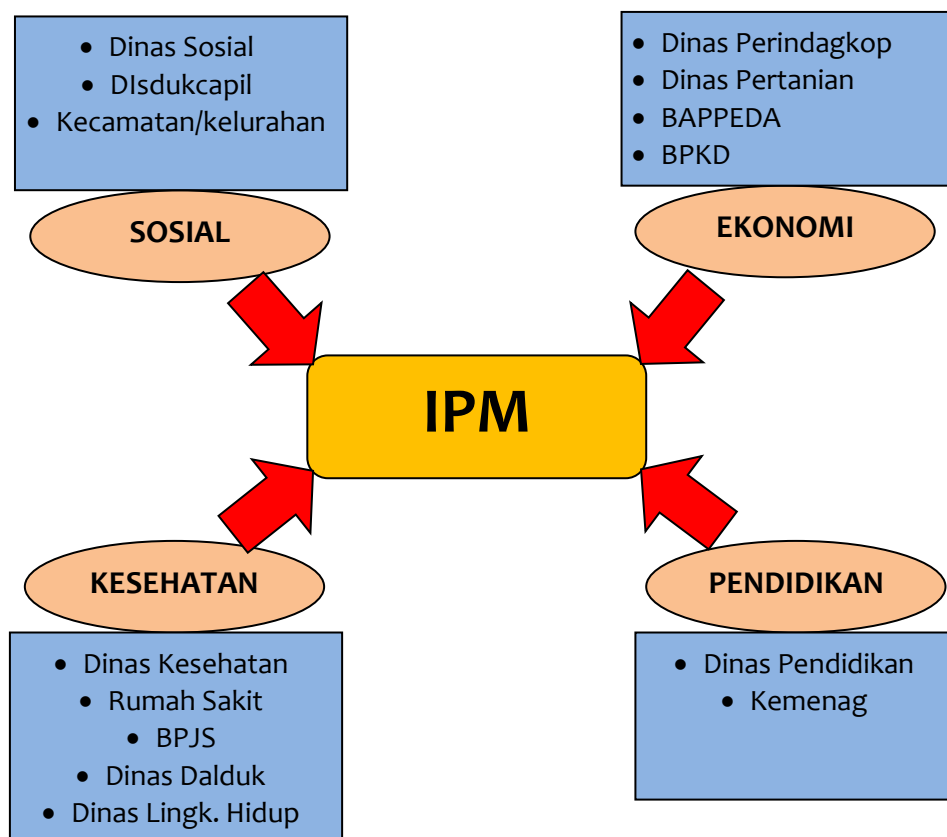 • Dinas Sosial
• DIsdukcapil
• Kecamatan/kelurahan
SOSIAL
• Dinas Perindagkop
• Dinas Pertanian
• BAPPEDA
• BPKD
EKONOMI
IPM
KESEHATAN
• Dinas Kesehatan
• Rumah Sakit
• BPJS
• Dinas Dalduk
• Dinas Lingk. Hidup
PENDIDIKAN
• Dinas Pendidikan
• Kemenag